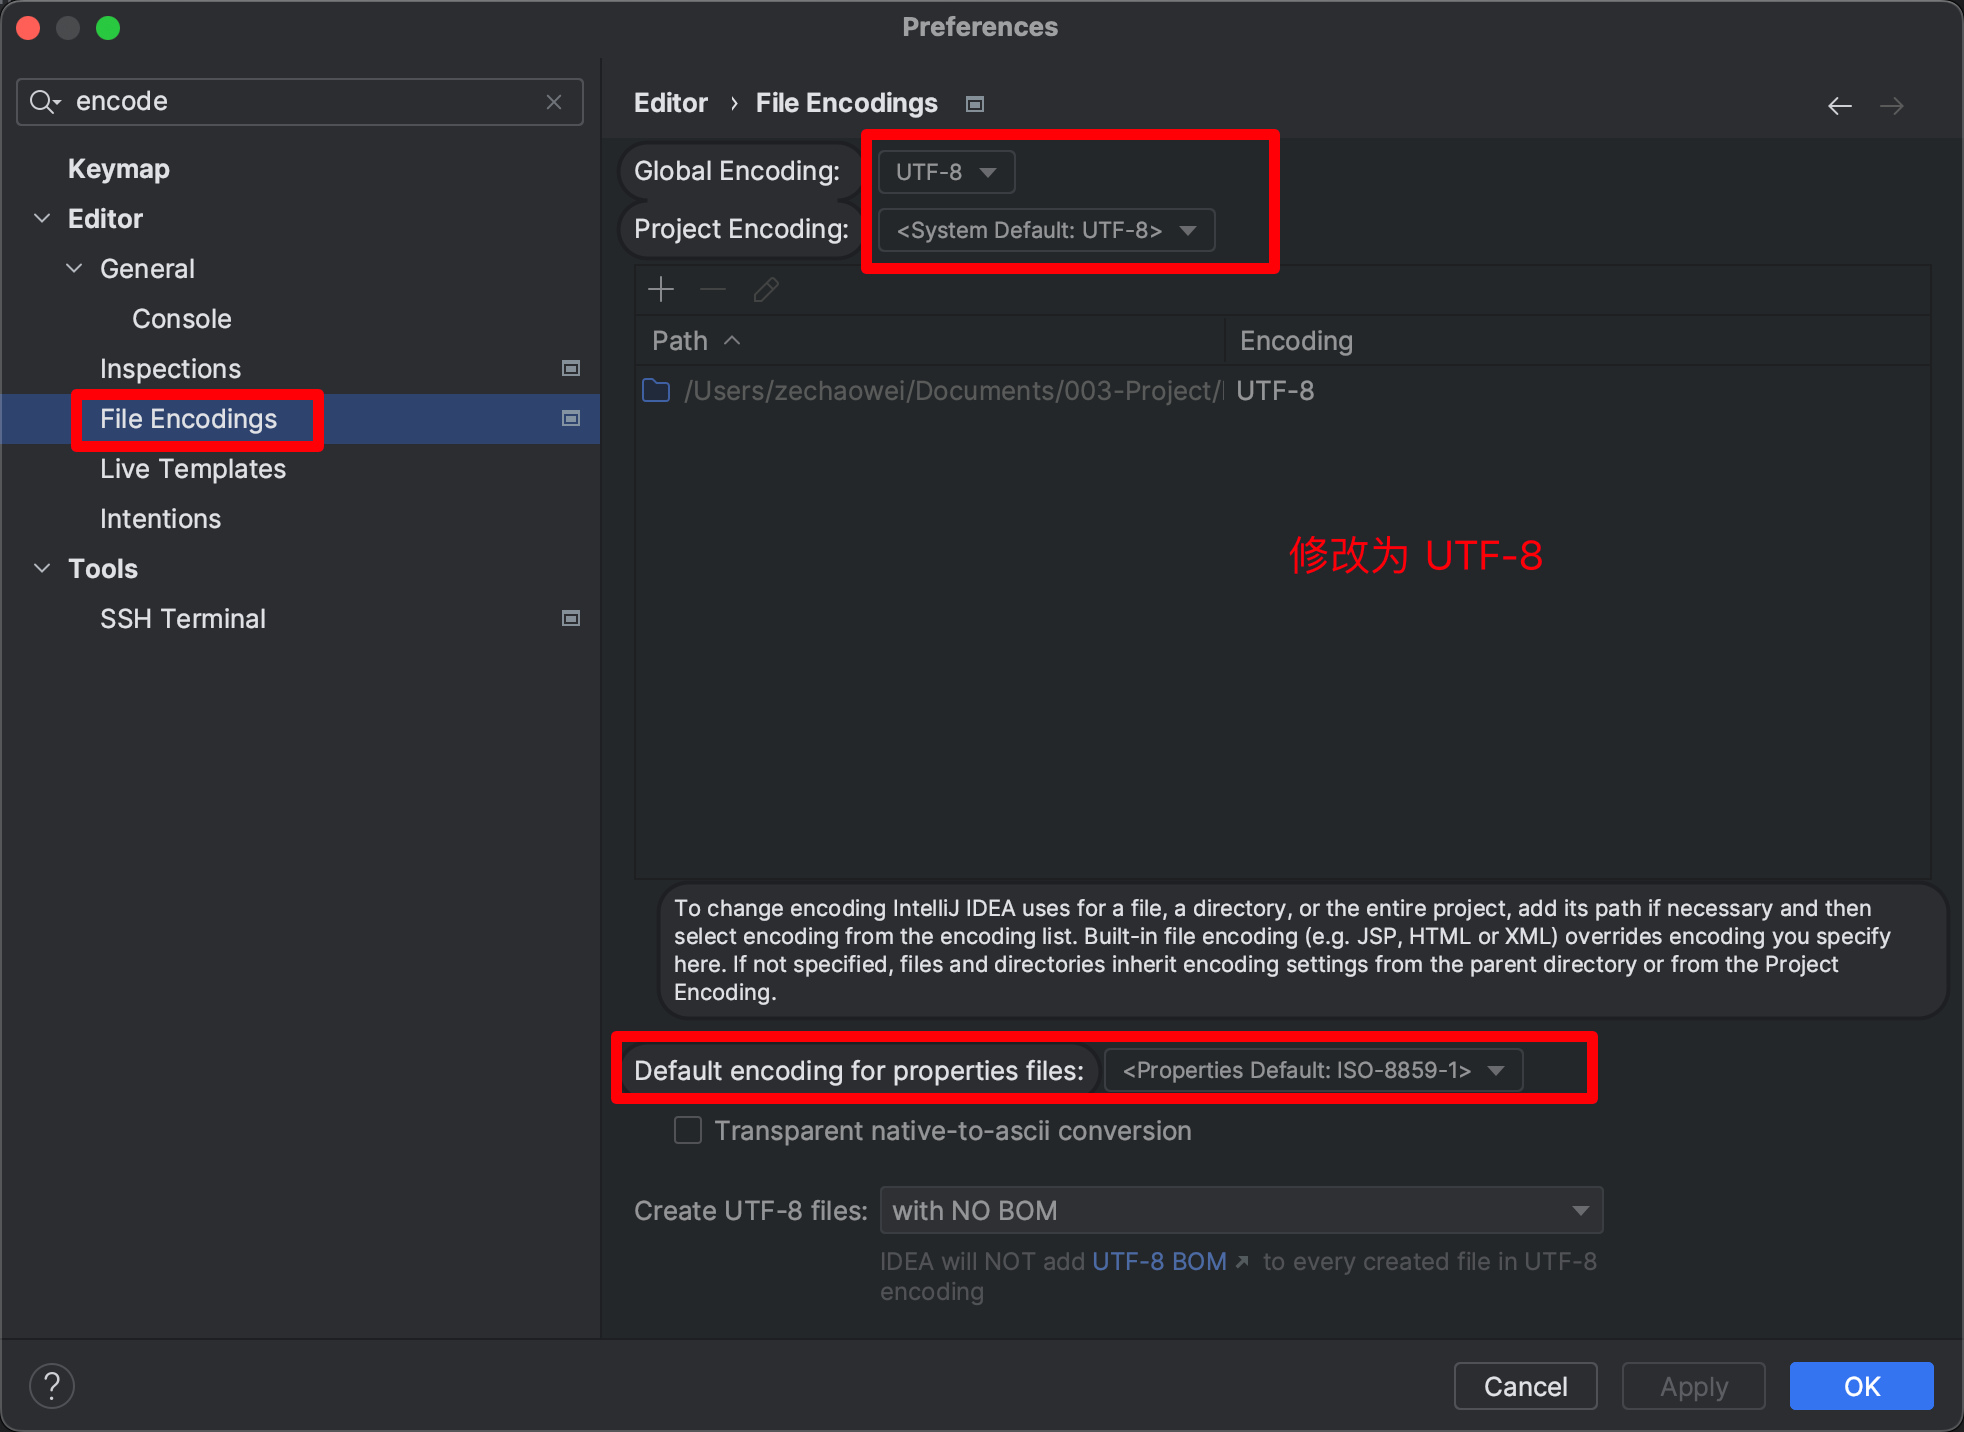 Preferences
encode
Keymap
Editor
General
Console
Inspections
File Encodings
Live Templates
Intentions
Tools
SSH Terminal
Editor › File Encodings
Global Encoding: UTF-8
Project Encoding: <System Default: UTF-8>
Path Encoding
/Users/zechaowei/Documents/003-Project/ UTF-8
修改为 UTF-8
To change encoding IntelliJ IDEA uses for a file, a directory, or the entire project, add its path if necessary and then
select encoding from the encoding list. Built-in file encoding (e.g. JSP, HTML or XML) overrides encoding you specify
here. If not specified, files and directories inherit encoding settings from the parent directory or from the Project
Encoding.
Default encoding for properties files: <Properties Default: ISO-8859-1>
Transparent native-to-ascii conversion
Create UTF-8 files: with NO BOM
IDEA will NOT add UTF-8 BOM ↗ to every created file in UTF-8
encoding
? Cancel Apply OK